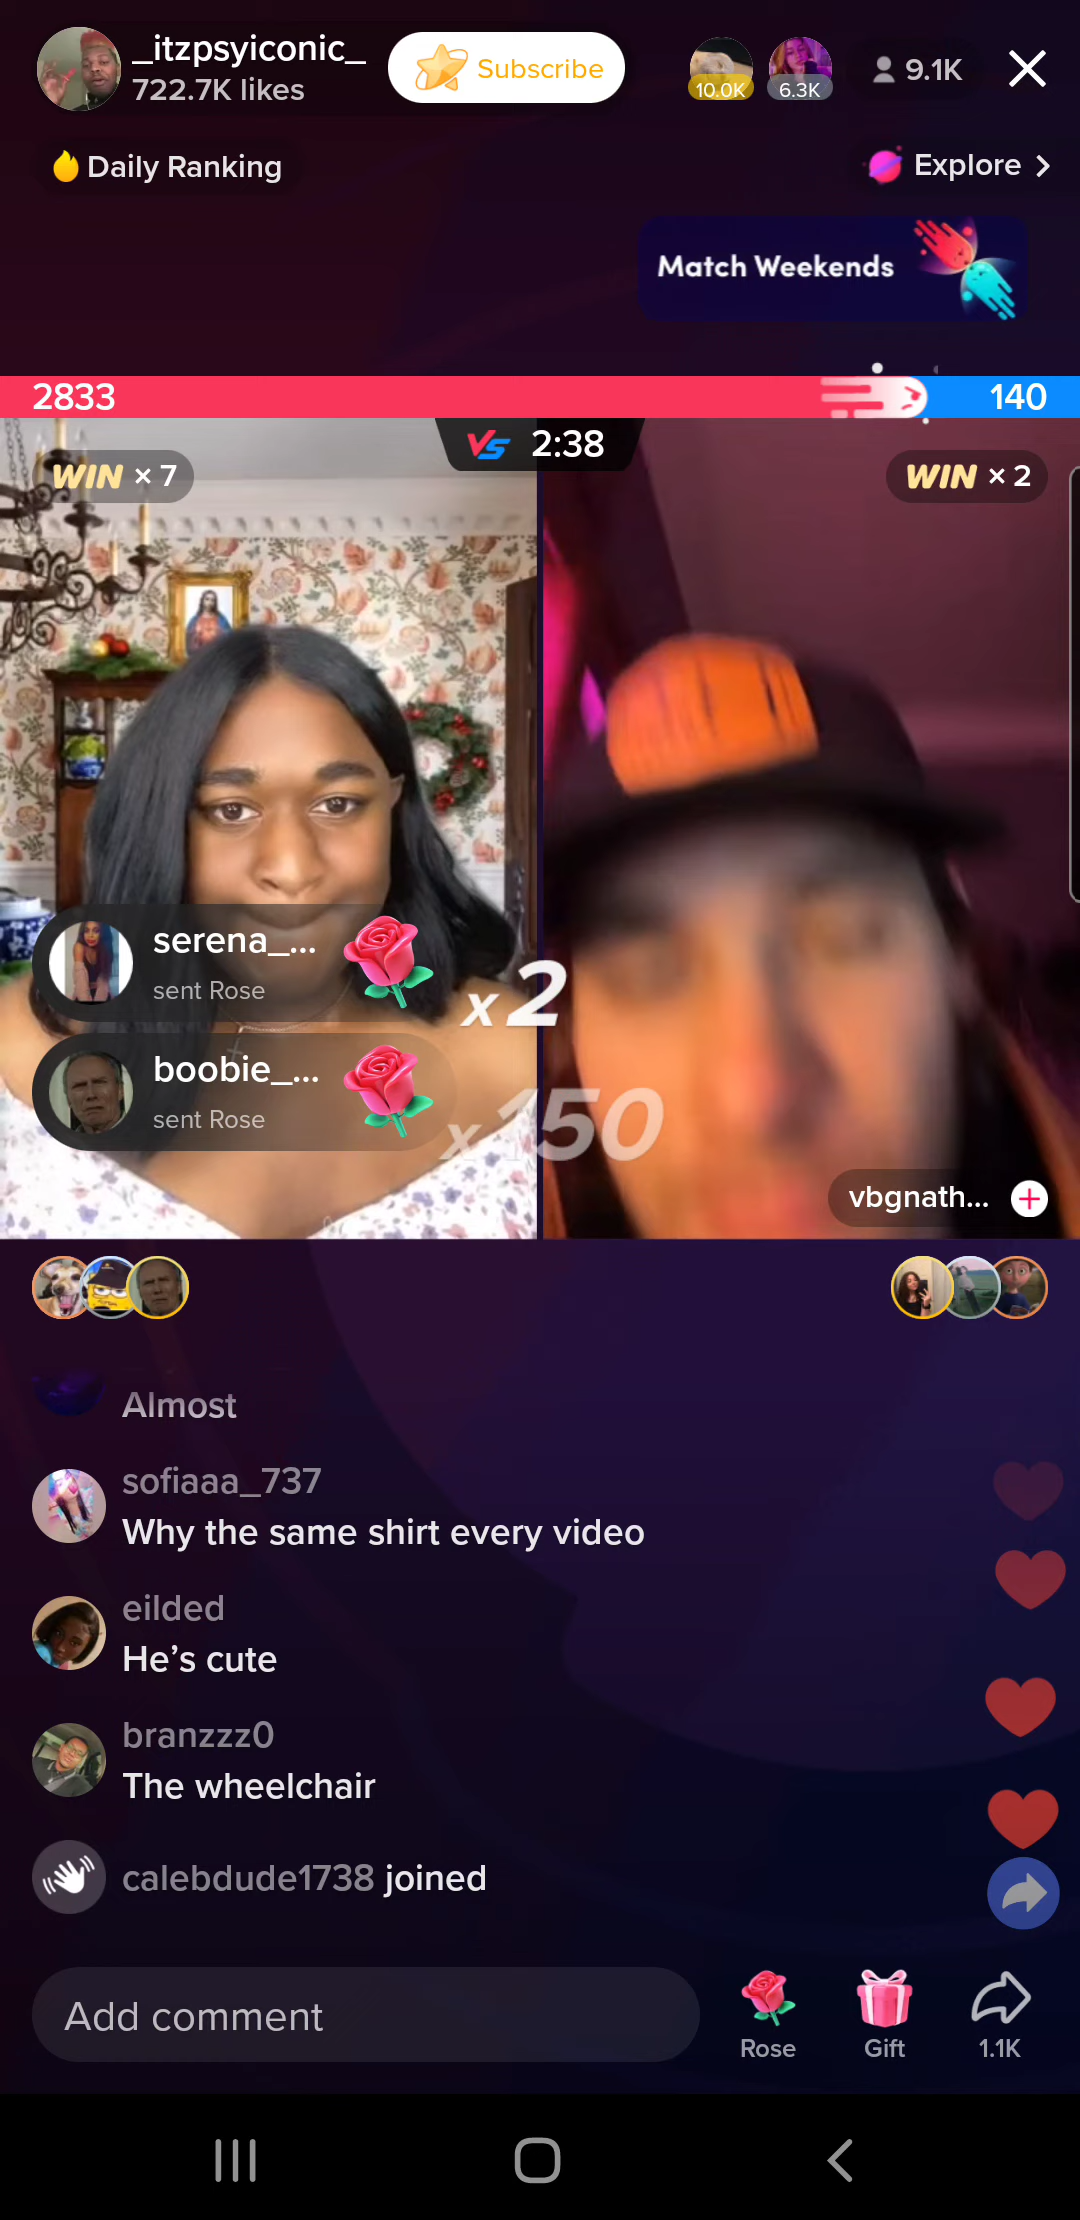 _itzpsyiconic_
722.7K likes
Subscribe
10.0K
6.3K
9.1K
Daily Ranking
Explore
Match Weekends
2833
140
VS 2:38
WIN × 7
WIN × 2
serena_...
sent Rose
x2
boobie_...
sent Rose
x150
vbgnath...
Almost
sofiaaa_737
Why the same shirt every video
eilded
He's cute
branzzz0
The wheelchair
calebdude1738 joined
Add comment
Rose
Gift
1.1K